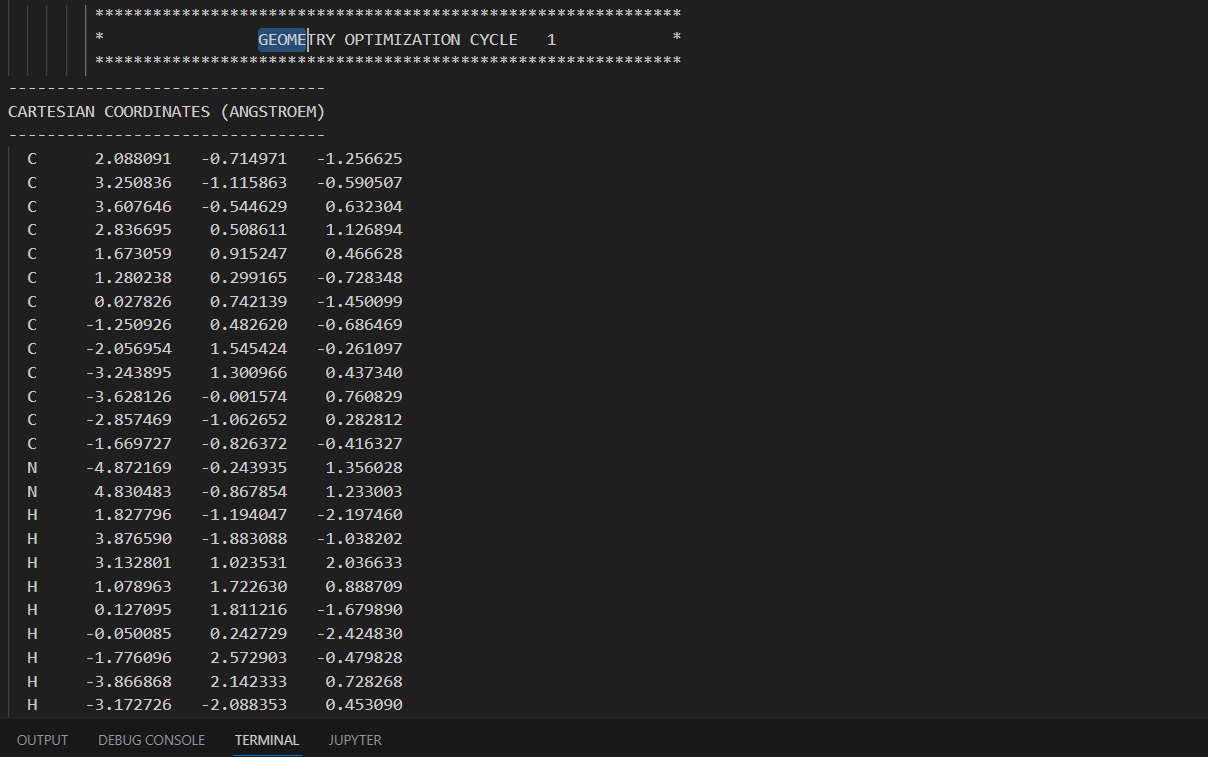 *************************************************************
*                GEOMETRY OPTIMIZATION CYCLE   1            *
*************************************************************
---------------------------------
CARTESIAN COORDINATES (ANGSTROEM)
---------------------------------
  C      2.088091   -0.714971   -1.256625
  C      3.250836   -1.115863   -0.590507
  C      3.607646   -0.544629    0.632304
  C      2.836695    0.508611    1.126894
  C      1.673059    0.915247    0.466628
  C      1.280238    0.299165   -0.728348
  C      0.027826    0.742139   -1.450099
  C     -1.250926    0.482620   -0.686469
  C     -2.056954    1.545424   -0.261097
  C     -3.243895    1.300966    0.437340
  C     -3.628126   -0.001574    0.760829
  C     -2.857469   -1.062652    0.282812
  C     -1.669727   -0.826372   -0.416327
  N     -4.872169   -0.243935    1.356028
  N      4.830483   -0.867854    1.233003
  H      1.827796   -1.194047   -2.197460
  H      3.876590   -1.883088   -1.038202
  H      3.132801    1.023531    2.036633
  H      1.078963    1.722630    0.888709
  H      0.127095    1.811216   -1.679890
  H     -0.050085    0.242729   -2.424830
  H     -1.776096    2.572903   -0.479828
  H     -3.866868    2.142333    0.728268
  H     -3.172726   -2.088353    0.453090
OUTPUT   DEBUG CONSOLE   TERMINAL   JUPYTER